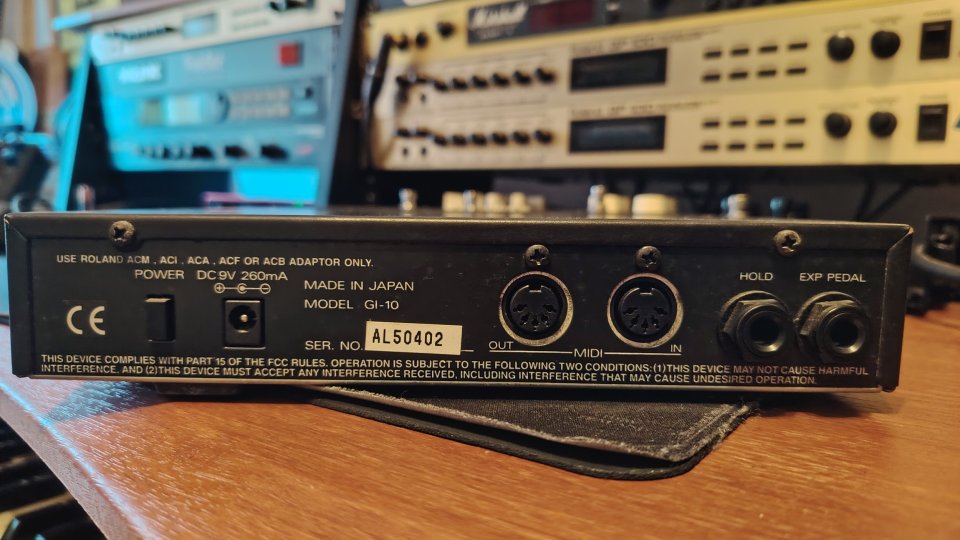 USE ROLAND ACM , ACI , ACA , ACF OR ACB ADAPTOR ONLY.
POWER DC 9V 260mA
MADE IN JAPAN
MODEL GI-10
SER. NO. AL50402
CE
OUT MIDI IN
HOLD EXP PEDAL
THIS DEVICE COMPLIES WITH PART 15 OF THE FCC RULES. OPERATION IS SUBJECT TO THE FOLLOWING TWO CONDITIONS:(1)THIS DEVICE MAY NOT CAUSE HARMFUL
INTERFERENCE, AND (2)THIS DEVICE MUST ACCEPT ANY INTERFERENCE RECEIVED, INCLUDING INTERFERENCE THAT MAY CAUSE UNDESIRED OPERATION.